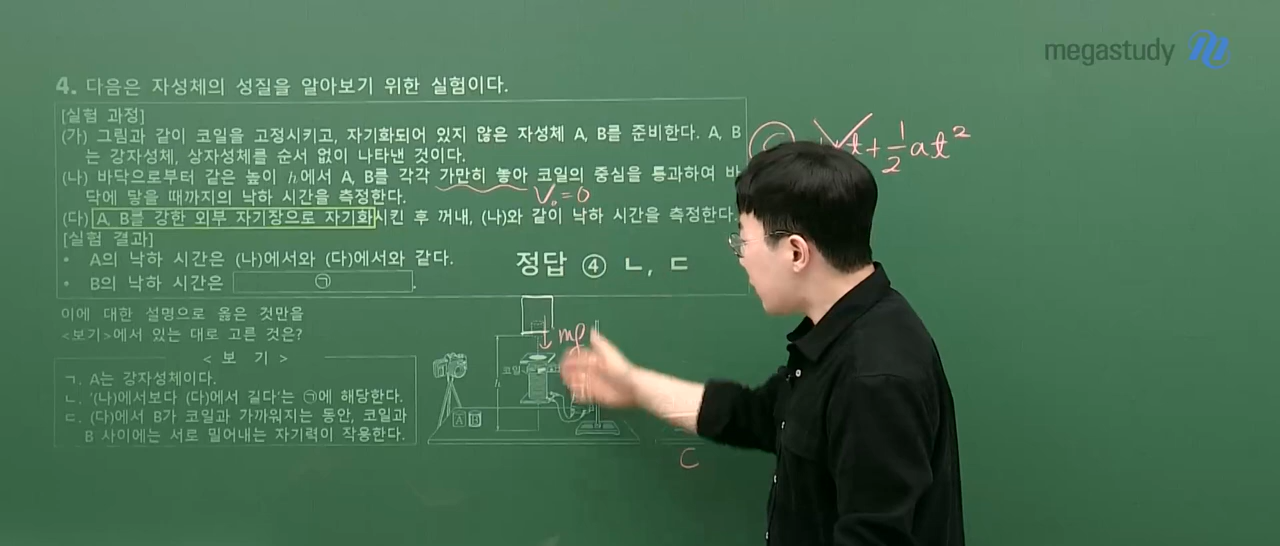 megastudy
4. 다음은 자성체의 성질을 알아보기 위한 실험이다.
[실험 과정]
(가) 그림과 같이 코일을 고정시키고, 자기화되어 있지 않은 자성체 A, B를 준비한다. A, B
는 강자성체, 상자성체를 순서 없이 나타낸 것이다.
(나) 바닥으로부터 같은 높이 h에서 A, B를 각각 가만히 놓아 코일의 중심을 통과하여 바
닥에 닿을 때까지의 낙하 시간을 측정한다.
V₀=0
(다) A, B를 강한 외부 자기장으로 자기화시킨 후 꺼내, (나)와 같이 낙하 시간을 측정한다.
[실험 결과]
• A의 낙하 시간은 (나)에서와 (다)에서와 같다.
• B의 낙하 시간은 ㉠.
정답 ④ ㄴ, ㄷ
이에 대한 설명으로 옳은 것만을
<보기>에서 있는 대로 고른 것은?
< 보 기 >
ㄱ. A는 강자성체이다.
ㄴ. '(나)에서보다 (다)에서 길다'는 ㉠에 해당한다.
ㄷ. (다)에서 B가 코일과 가까워지는 동안, 코일과
B 사이에는 서로 밀어내는 자기력이 작용한다.
코일
h
A B
t+½at²
C